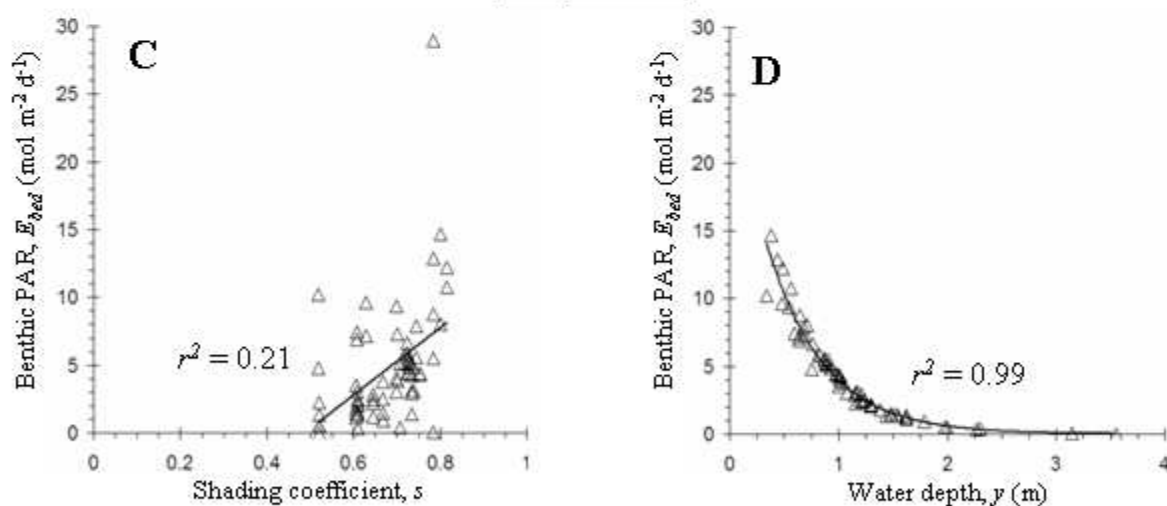 C
Benthic PAR, E_bed (mol m⁻² d⁻¹)
30
25
20
15
10
5
0
r² = 0.21
0 0.2 0.4 0.6 0.8 1
Shading coefficient, s
D
Benthic PAR, E_bed (mol m⁻² d⁻¹)
30
25
20
15
10
5
0
r² = 0.99
0 1 2 3 4
Water depth, y (m)